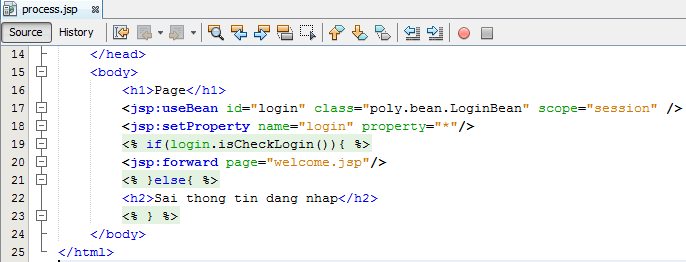 process.jsp
Source History
14 </head>
15 <body>
16 <h1>Page</h1>
17 <jsp:useBean id="login" class="poly.bean.LoginBean" scope="session" />
18 <jsp:setProperty name="login" property="*"/>
19 <% if(login.isCheckLogin()){ %>
20 <jsp:forward page="welcome.jsp"/>
21 <% }else{ %>
22 <h2>Sai thong tin dang nhap</h2>
23 <% } %>
24 </body>
25 </html>